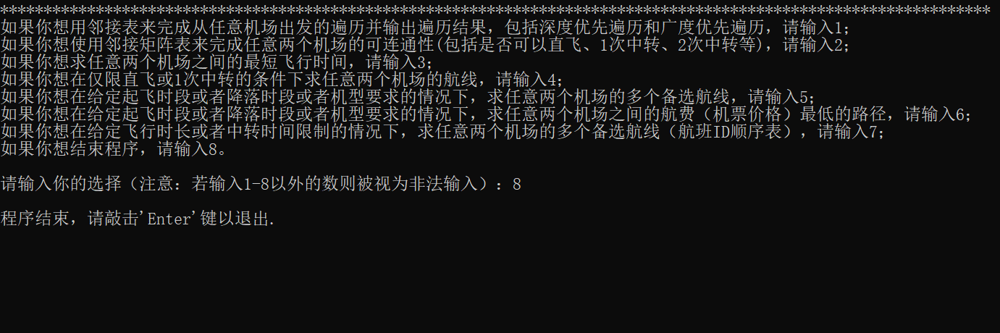 ******************************************************************************************************************
如果你想用邻接表来完成从任意机场出发的遍历并输出遍历结果，包括深度优先遍历和广度优先遍历，请输入1；
如果你想使用邻接矩阵表来完成任意两个机场的可连通性(包括是否可以直飞、1次中转、2次中转等)，请输入2；
如果你想求任意两个机场之间的最短飞行时间，请输入3；
如果你想在仅限直飞或1次中转的条件下求任意两个机场的航线，请输入4；
如果你想在给定起飞时段或者降落时段或者机型要求的情况下，求任意两个机场的多个备选航线，请输入5；
如果你想在给定起飞时段或者降落时段或者机型要求的情况下，求任意两个机场之间的航费（机票价格）最低的路径，请输入6；
如果你想在给定飞行时长或者中转时间限制的情况下，求任意两个机场的多个备选航线（航班ID顺序表），请输入7；
如果你想结束程序，请输入8。
请输入你的选择（注意：若输入1-8以外的数则被视为非法输入）：8
程序结束，请敲击'Enter'键以退出.